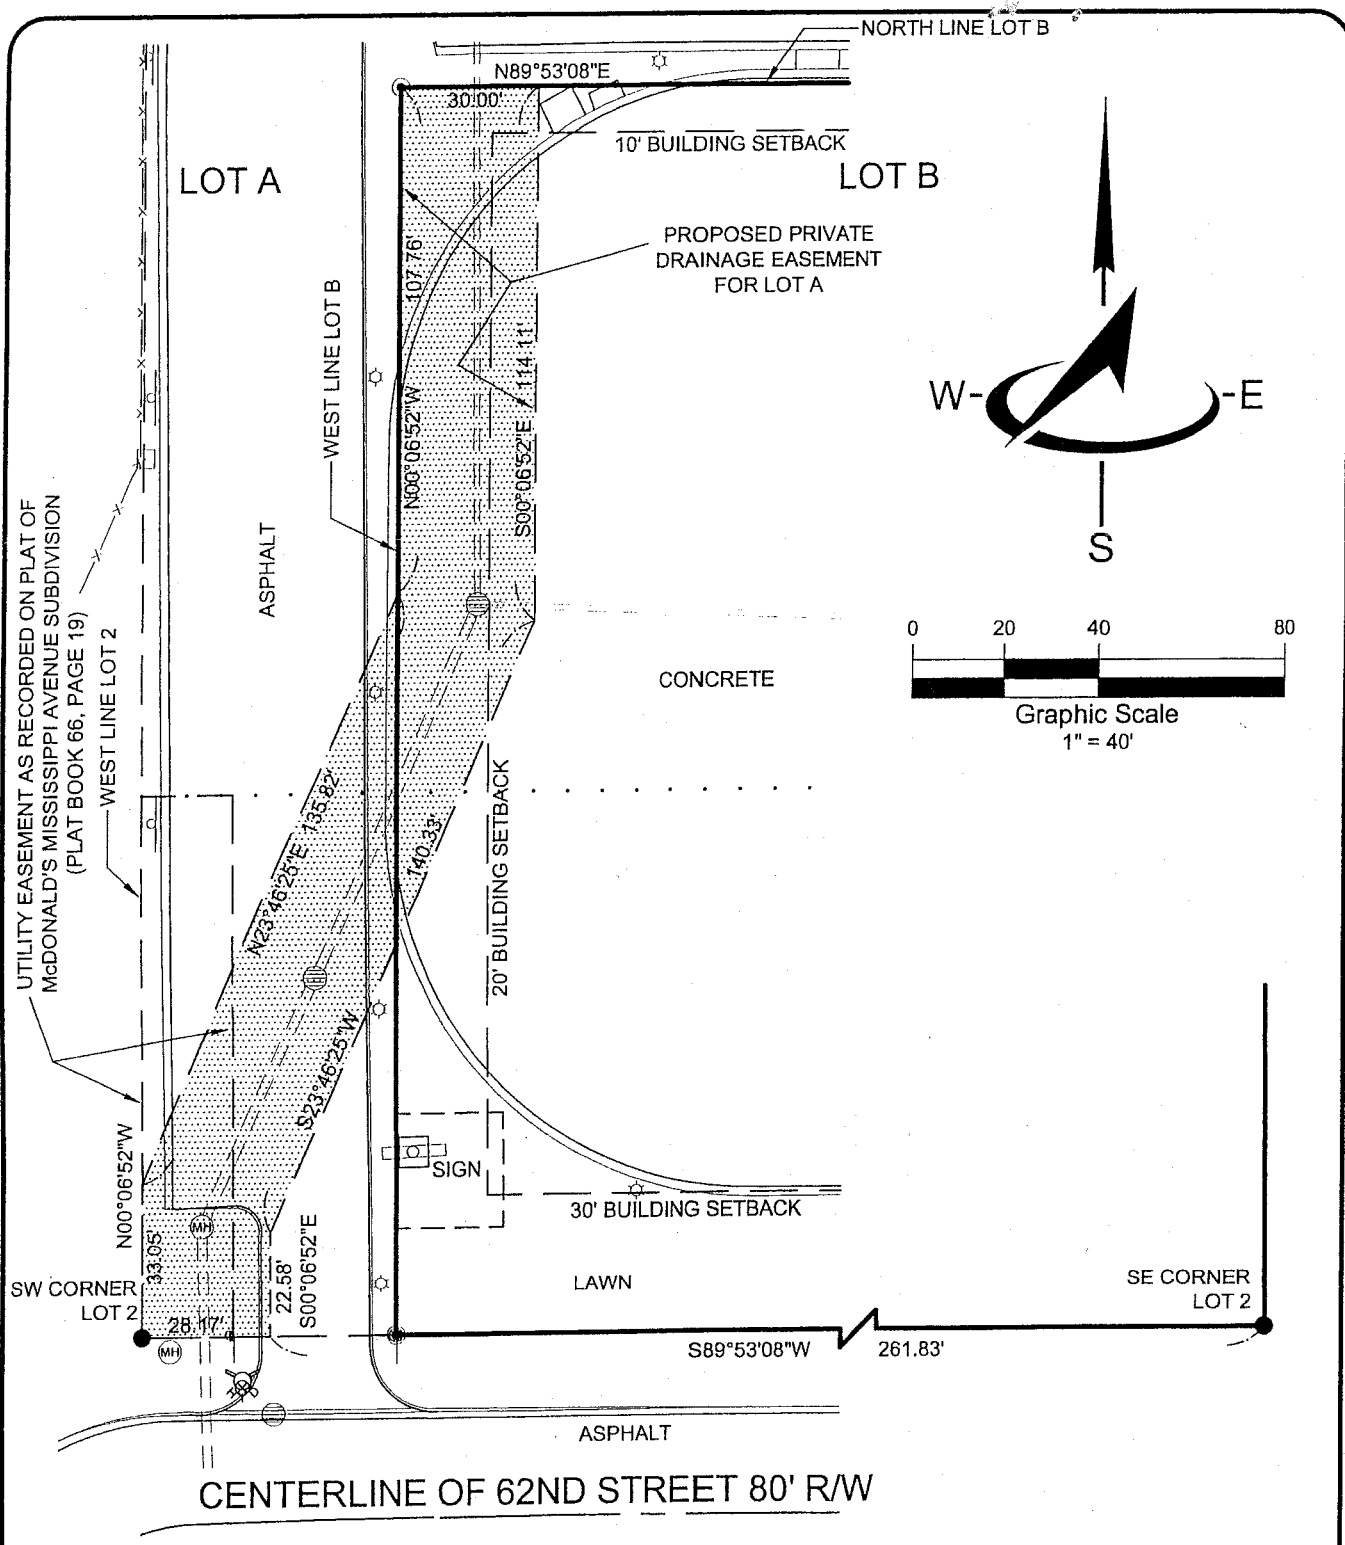 NORTH LINE LOT B
N89°53'08"E
30.00'
10' BUILDING SETBACK
LOT A
LOT B
PROPOSED PRIVATE
DRAINAGE EASEMENT
FOR LOT A
107.76'
N00°06'52"W
WEST LINE LOT B
S00°06'52"E 114.11'
W
E
S
0 20 40 80
Graphic Scale
1" = 40'
ASPHALT
UTILITY EASEMENT AS RECORDED ON PLAT OF
McDONALD'S MISSISSIPPI AVENUE SUBDIVISION
(PLAT BOOK 66, PAGE 19)
WEST LINE LOT 2
CONCRETE
N23°46'25"E 135.82'
140.33'
S23°46'25"W
20' BUILDING SETBACK
SIGN
30' BUILDING SETBACK
N00°06'52"W
33.05'
MH
22.58'
S00°06'52"E
SW CORNER
LOT 2
28.17'
MH
LAWN
SE CORNER
LOT 2
S89°53'08"W 261.83'
ASPHALT
CENTERLINE OF 62ND STREET 80' R/W